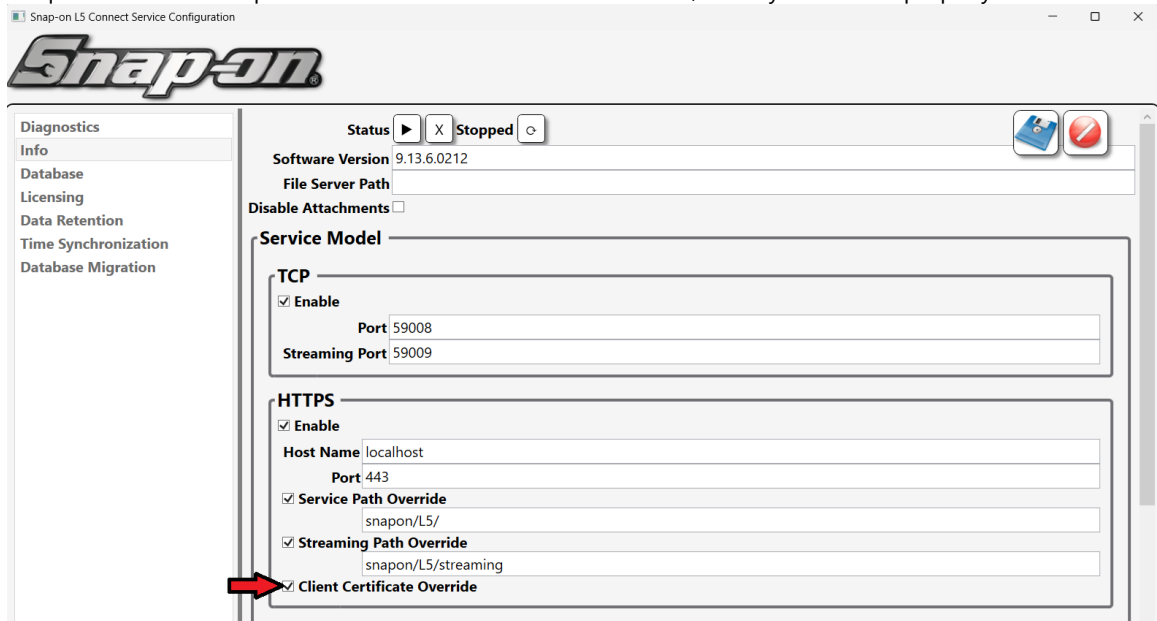 Snap-on L5 Connect Service Configuration
Snap-on®
Diagnostics
Info
Database
Licensing
Data Retention
Time Synchronization
Database Migration
Status X Stopped
Software Version 9.13.6.0212
File Server Path
Disable Attachments
Service Model
TCP
Enable
Port 59008
Streaming Port 59009
HTTPS
Enable
Host Name localhost
Port 443
Service Path Override
snapon/L5/
Streaming Path Override
snapon/L5/streaming
Client Certificate Override